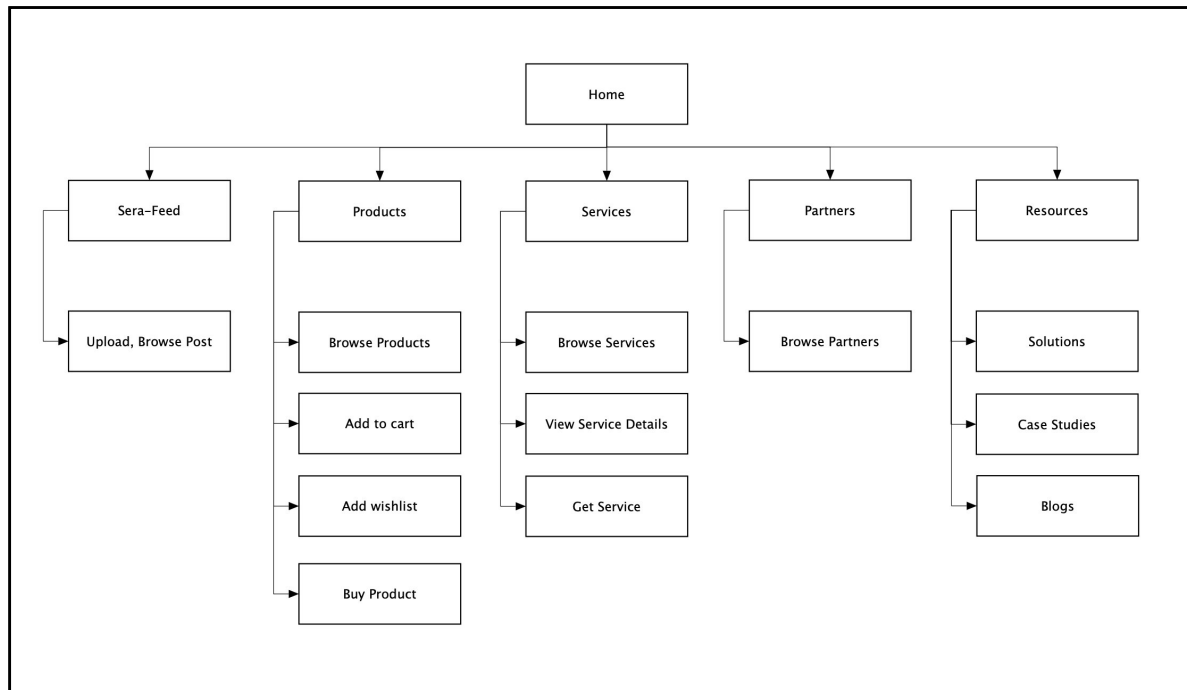 Home
Sera-Feed
Products
Services
Partners
Resources
Upload, Browse Post
Browse Products
Browse Services
Browse Partners
Solutions
Add to cart
View Service Details
Case Studies
Add wishlist
Get Service
Blogs
Buy Product